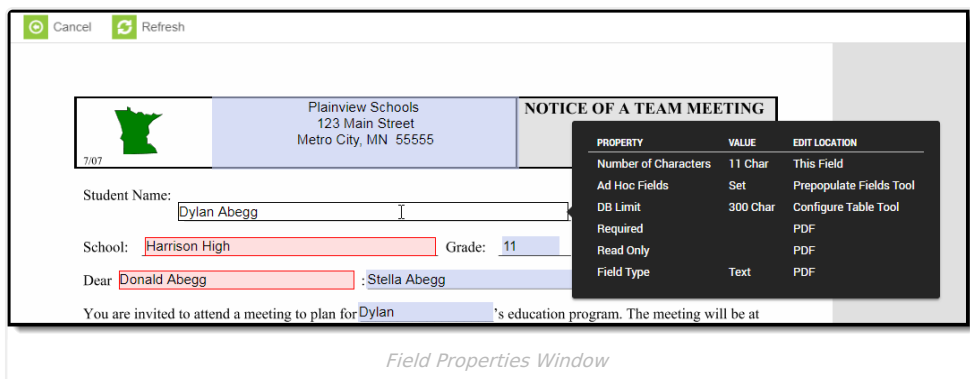 Cancel Refresh
Plainview Schools
123 Main Street
Metro City, MN 55555
NOTICE OF A TEAM MEETING
7/07
PROPERTY VALUE EDIT LOCATION
Number of Characters 11 Char This Field
Ad Hoc Fields Set Prepopulate Fields Tool
DB Limit 300 Char Configure Table Tool
Required PDF
Read Only PDF
Field Type Text PDF
Student Name:
Dylan Abegg
School: Harrison High Grade: 11
Dear Donald Abegg : Stella Abegg
You are invited to attend a meeting to plan for Dylan 's education program. The meeting will be at
Field Properties Window